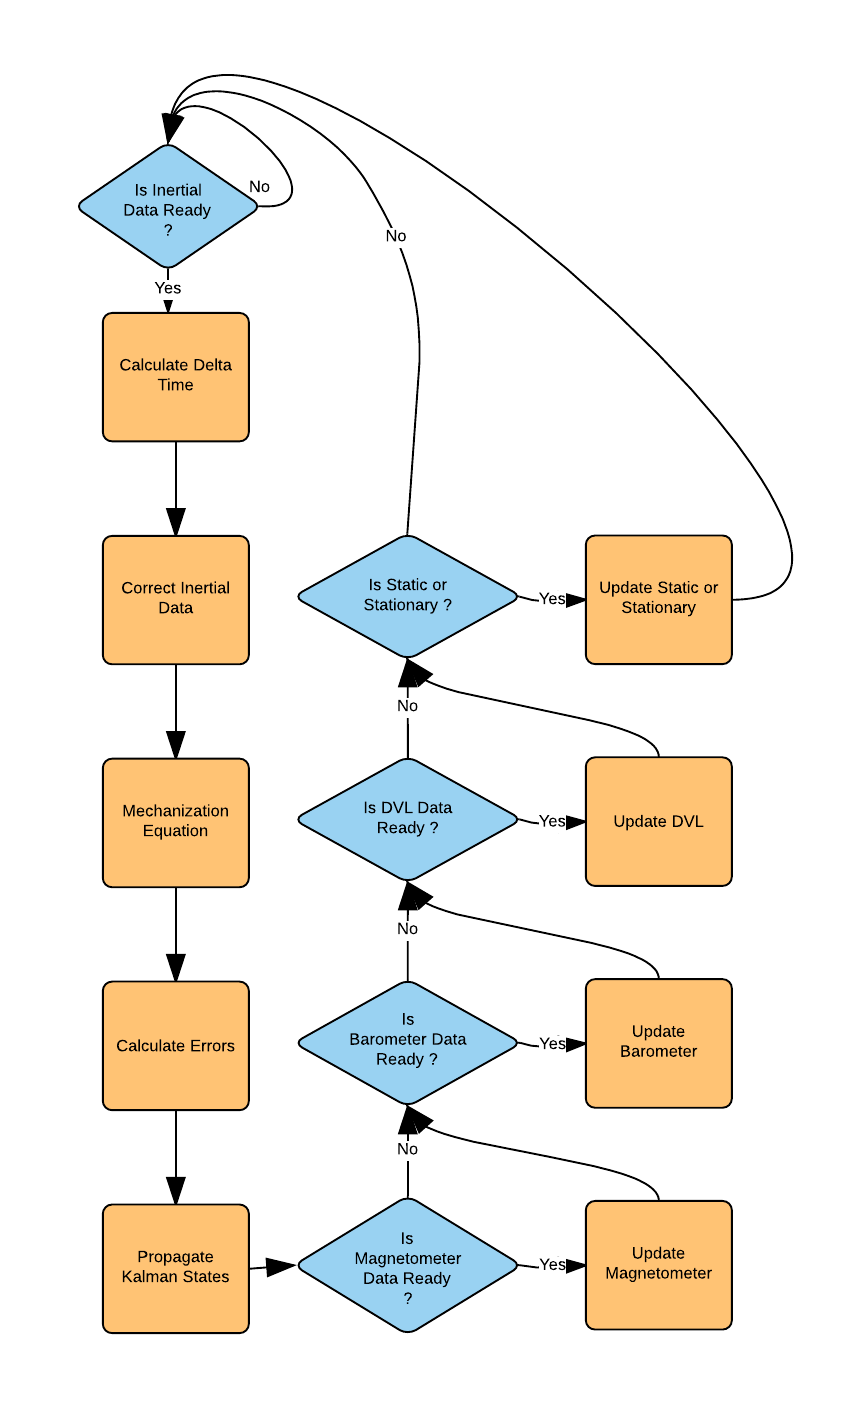 Is Inertial
Data Ready
?
No
Yes
Calculate Delta
Time
Correct Inertial
Data
Mechanization
Equation
Calculate Errors
Propagate
Kalman States
Is
Magnetometer
Data Ready
?
Yes
Update
Magnetometer
No
Is
Barometer Data
Ready ?
Yes
Update
Barometer
No
Is DVL Data
Ready ?
Yes
Update DVL
No
Is Static or
Stationary ?
Yes
Update Static or
Stationary
No